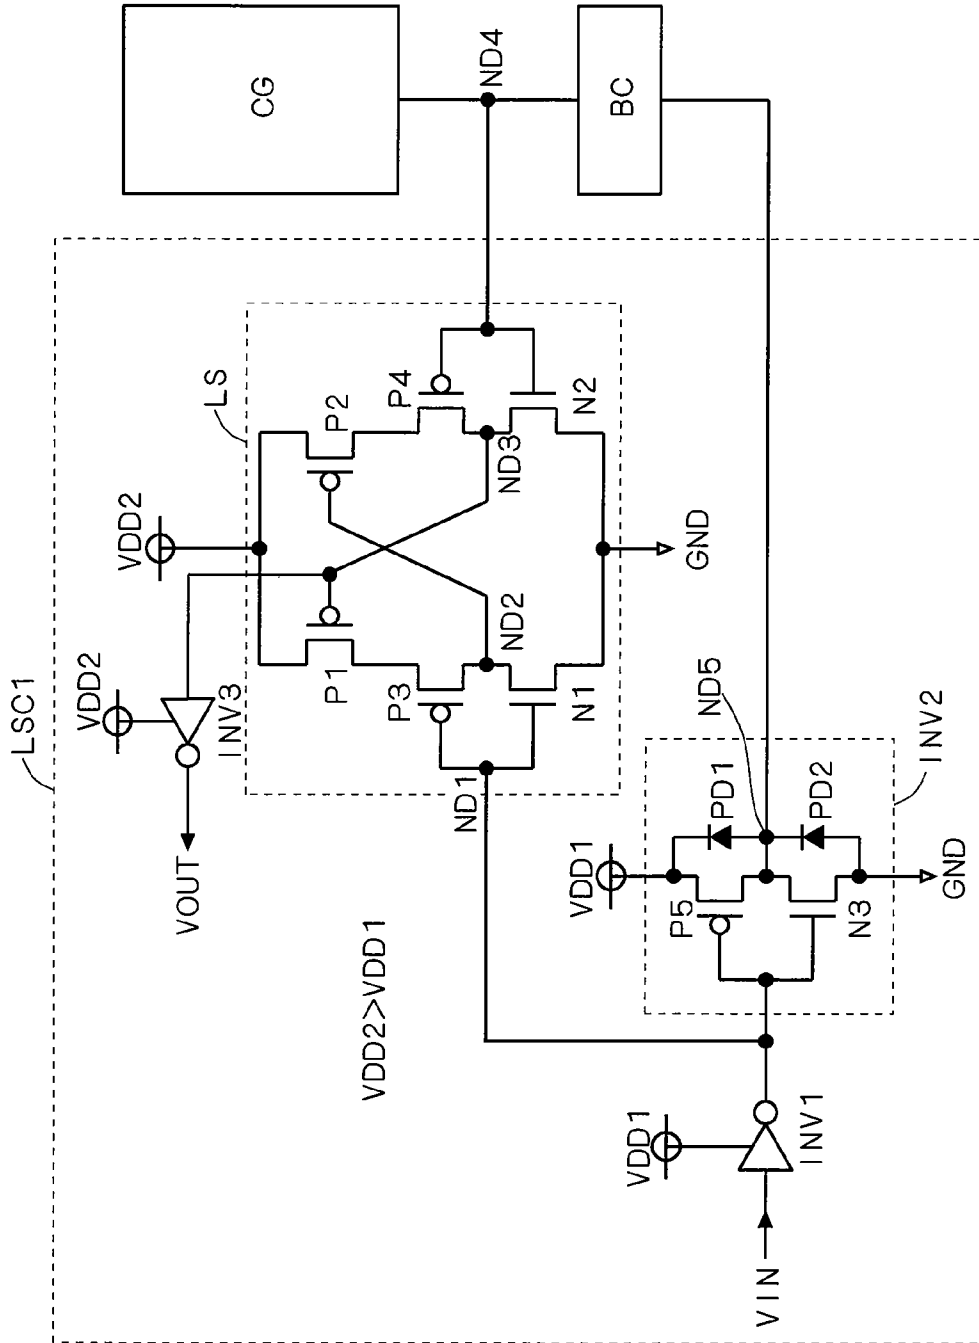 LSC1
VDD2
VDD2
LS
CG
VOUT
INV3
P1
P2
P3
P4
ND4
ND1
ND2
ND3
N1
N2
BC
VDD2>VDD1
GND
VDD1
VDD1
ND5
P5
PD1
N3
PD2
INV2
VIN
INV1
GND